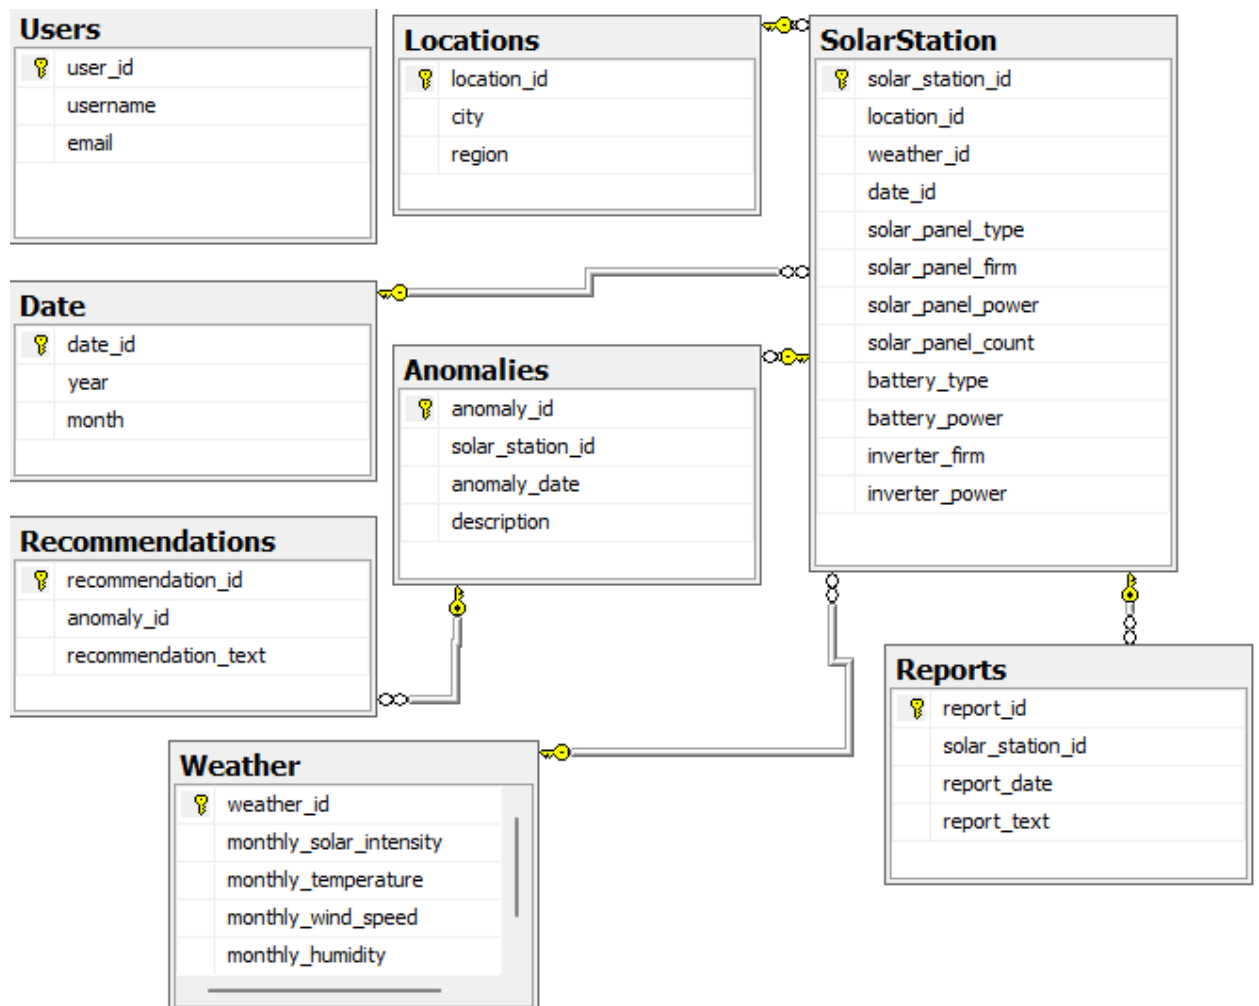 Users
user_id
username
email
Locations
location_id
city
region
SolarStation
solar_station_id
location_id
weather_id
date_id
solar_panel_type
solar_panel_firm
solar_panel_power
solar_panel_count
battery_type
battery_power
inverter_firm
inverter_power
Date
date_id
year
month
Anomalies
anomaly_id
solar_station_id
anomaly_date
description
Recommendations
recommendation_id
anomaly_id
recommendation_text
Reports
report_id
solar_station_id
report_date
report_text
Weather
weather_id
monthly_solar_intensity
monthly_temperature
monthly_wind_speed
monthly_humidity